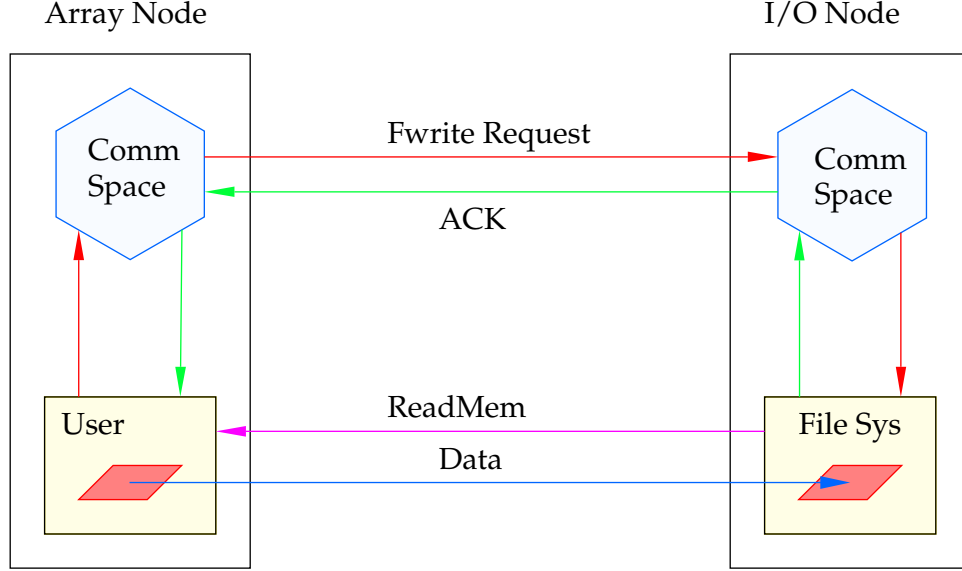 Array Node
I/O Node
Comm
Space
Fwrite Request
ACK
Comm
Space
User
ReadMem
Data
File Sys